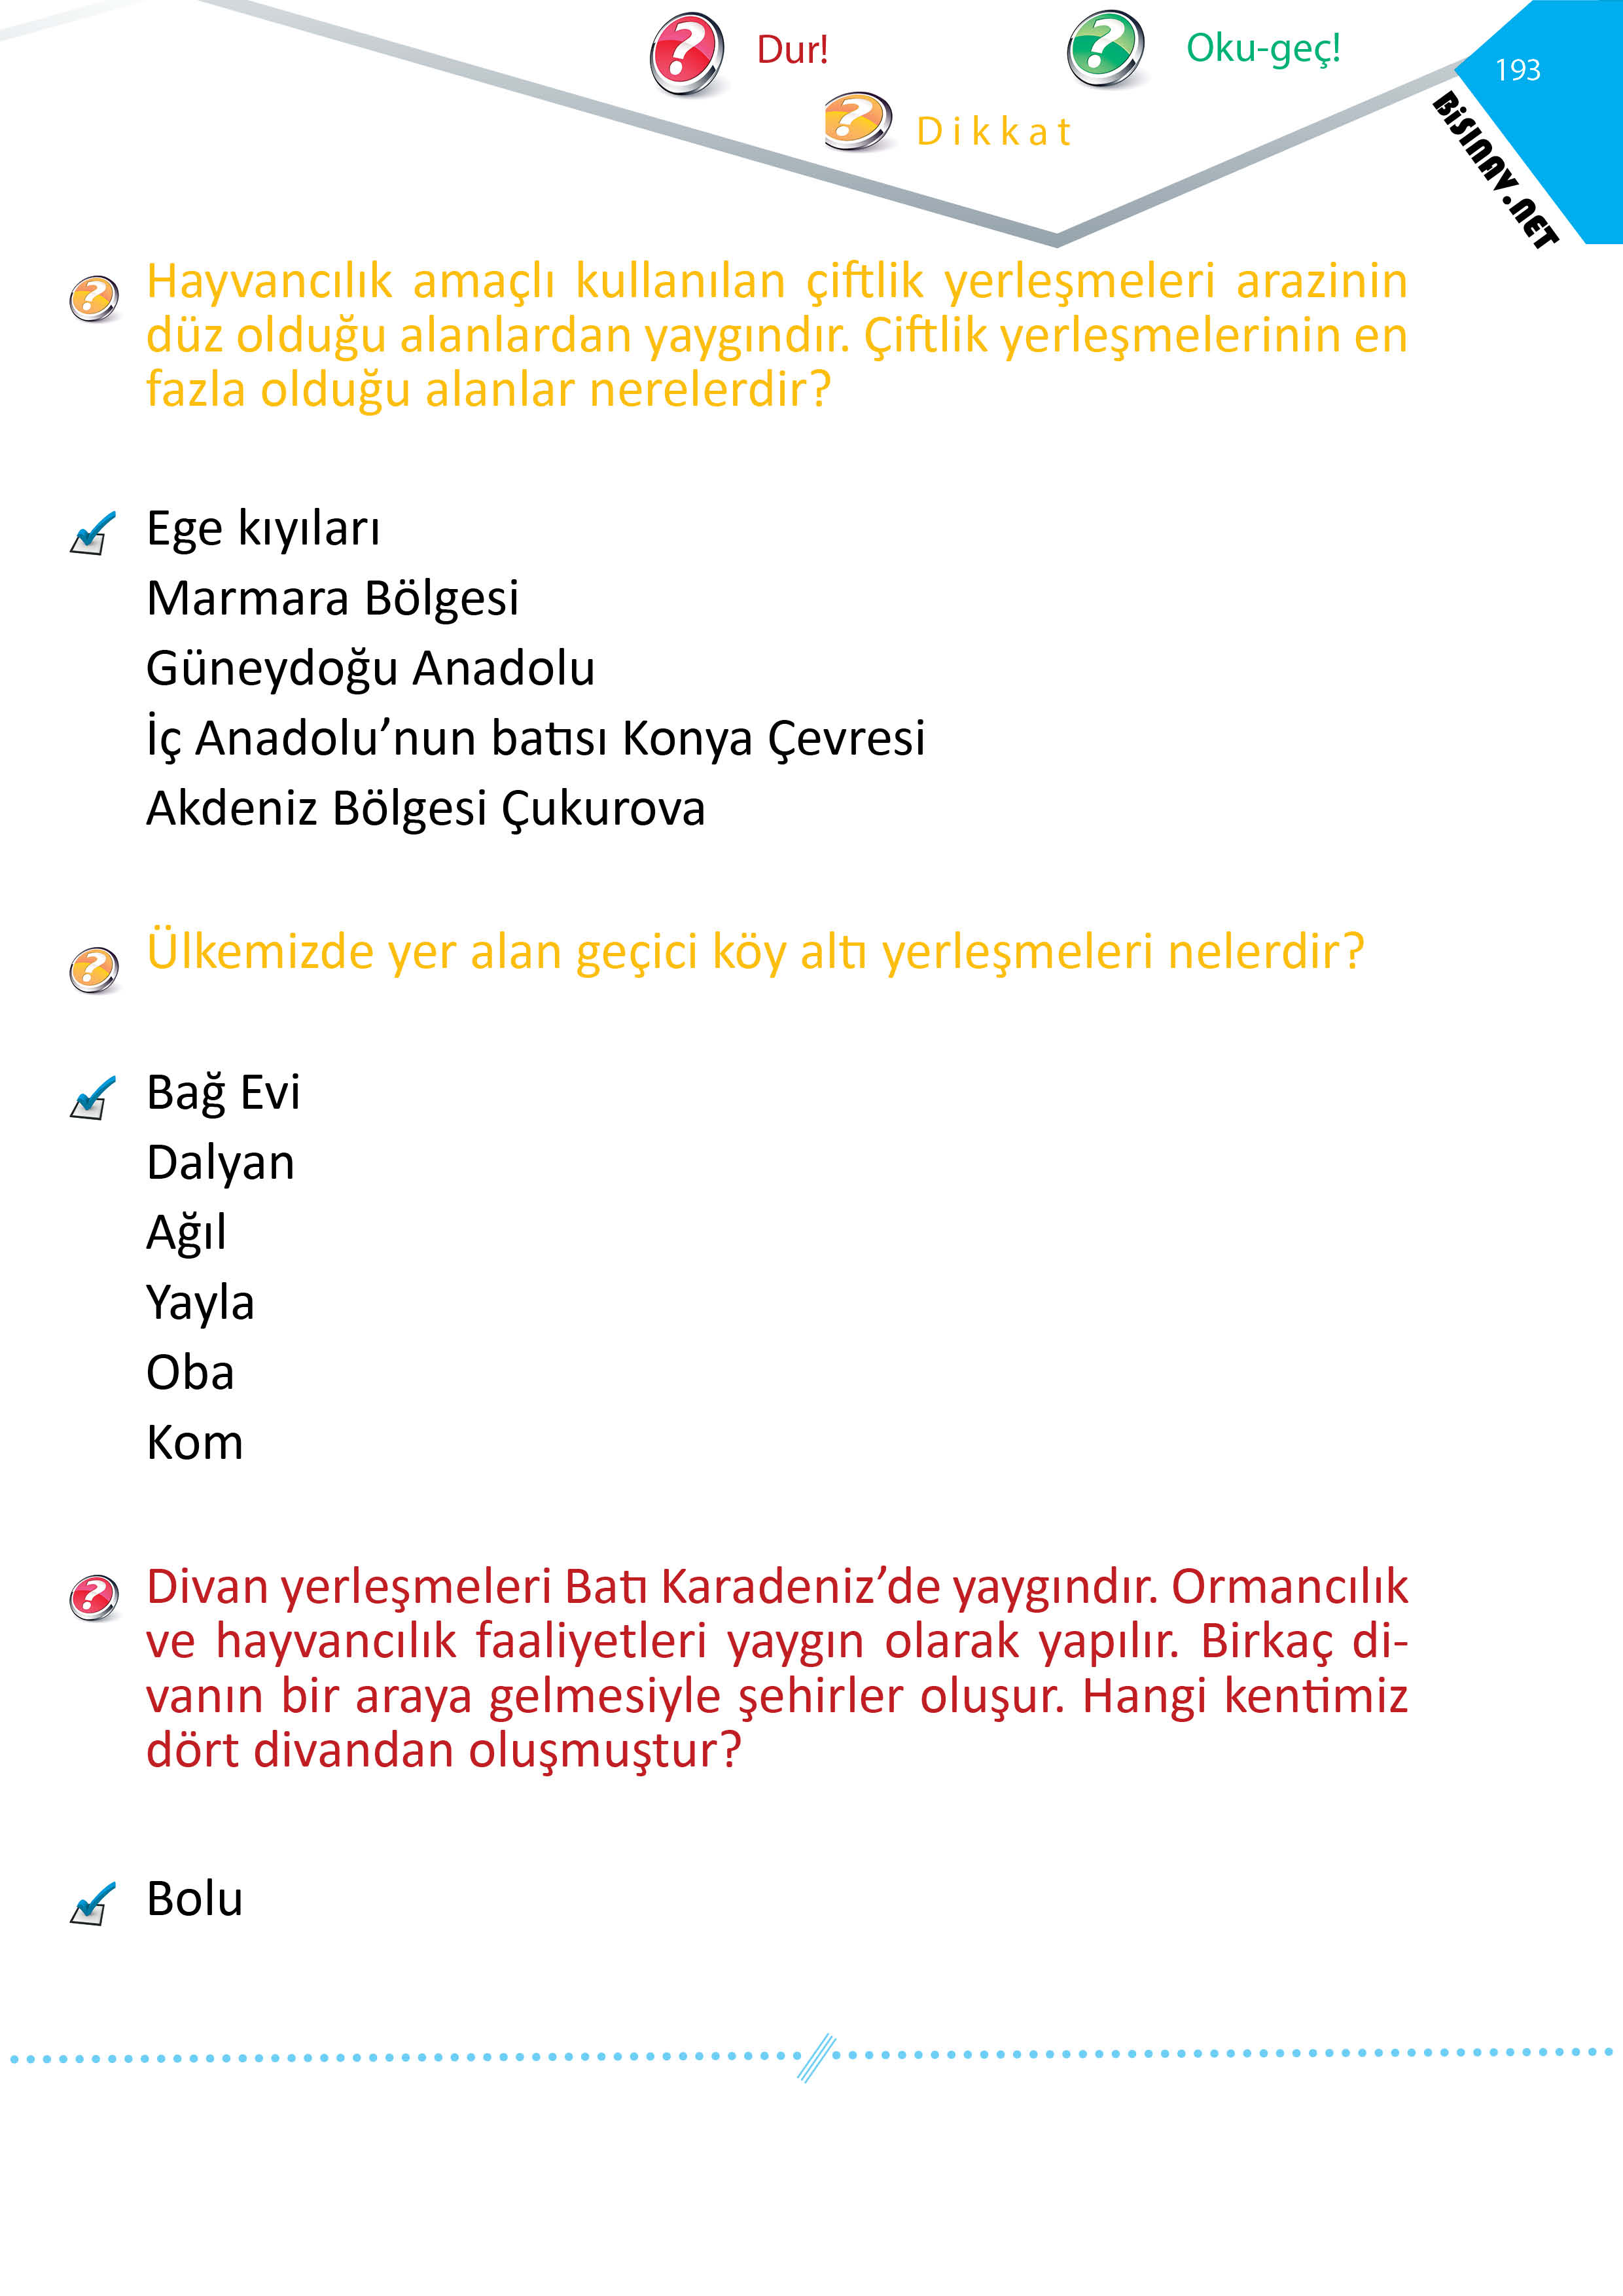 Dur!
Oku-geç!
Dikkat
193
BiSINAV.NET
Hayvancılık amaçlı kullanılan çiftlik yerleşmeleri arazinin
düz olduğu alanlardan yaygındır. Çiftlik yerleşmelerinin en
fazla olduğu alanlar nerelerdir?
Ege kıyıları
Marmara Bölgesi
Güneydoğu Anadolu
İç Anadolu’nun batısı Konya Çevresi
Akdeniz Bölgesi Çukurova
Ülkemizde yer alan geçici köy altı yerleşmeleri nelerdir?
Bağ Evi
Dalyan
Ağıl
Yayla
Oba
Kom
Divan yerleşmeleri Batı Karadeniz’de yaygındır. Ormancılık
ve hayvancılık faaliyetleri yaygın olarak yapılır. Birkaç di-
vanın bir araya gelmesiyle şehirler oluşur. Hangi kentimiz
dört divandan oluşmuştur?
Bolu